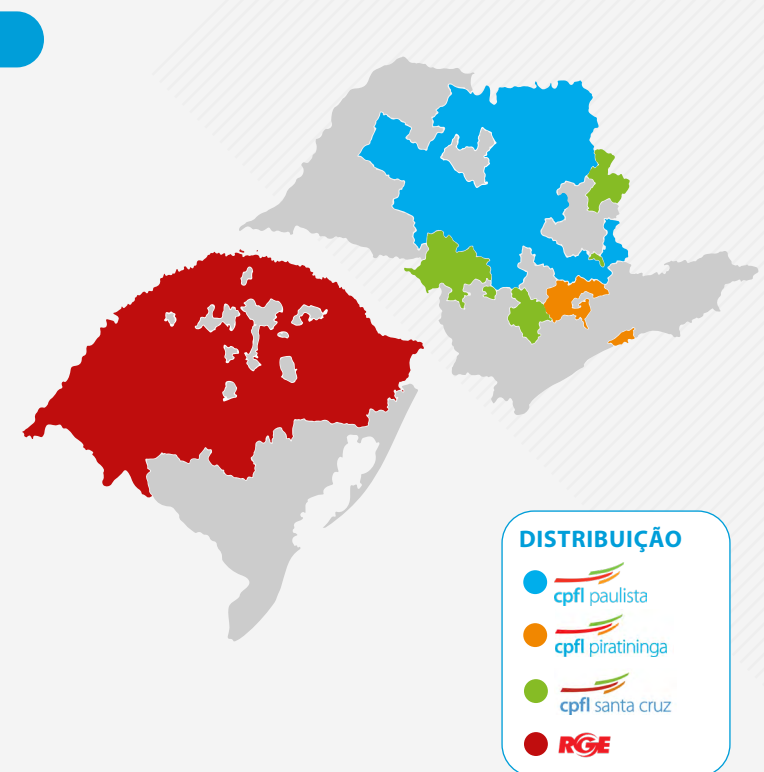 DISTRIBUIÇÃO
cpfl paulista
cpfl piratininga
cpfl santa cruz
RGE